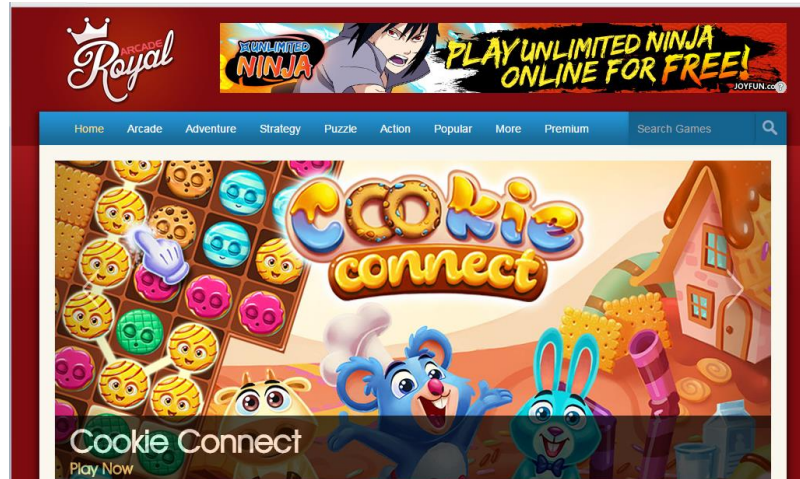 ARCADE
Royal
UNLIMITED
NINJA
PLAY UNLIMITED NINJA
ONLINE FOR FREE!
JOYFUN.co
Home Arcade Adventure Strategy Puzzle Action Popular More Premium Search Games
Cookie
connect
Cookie Connect
Play Now